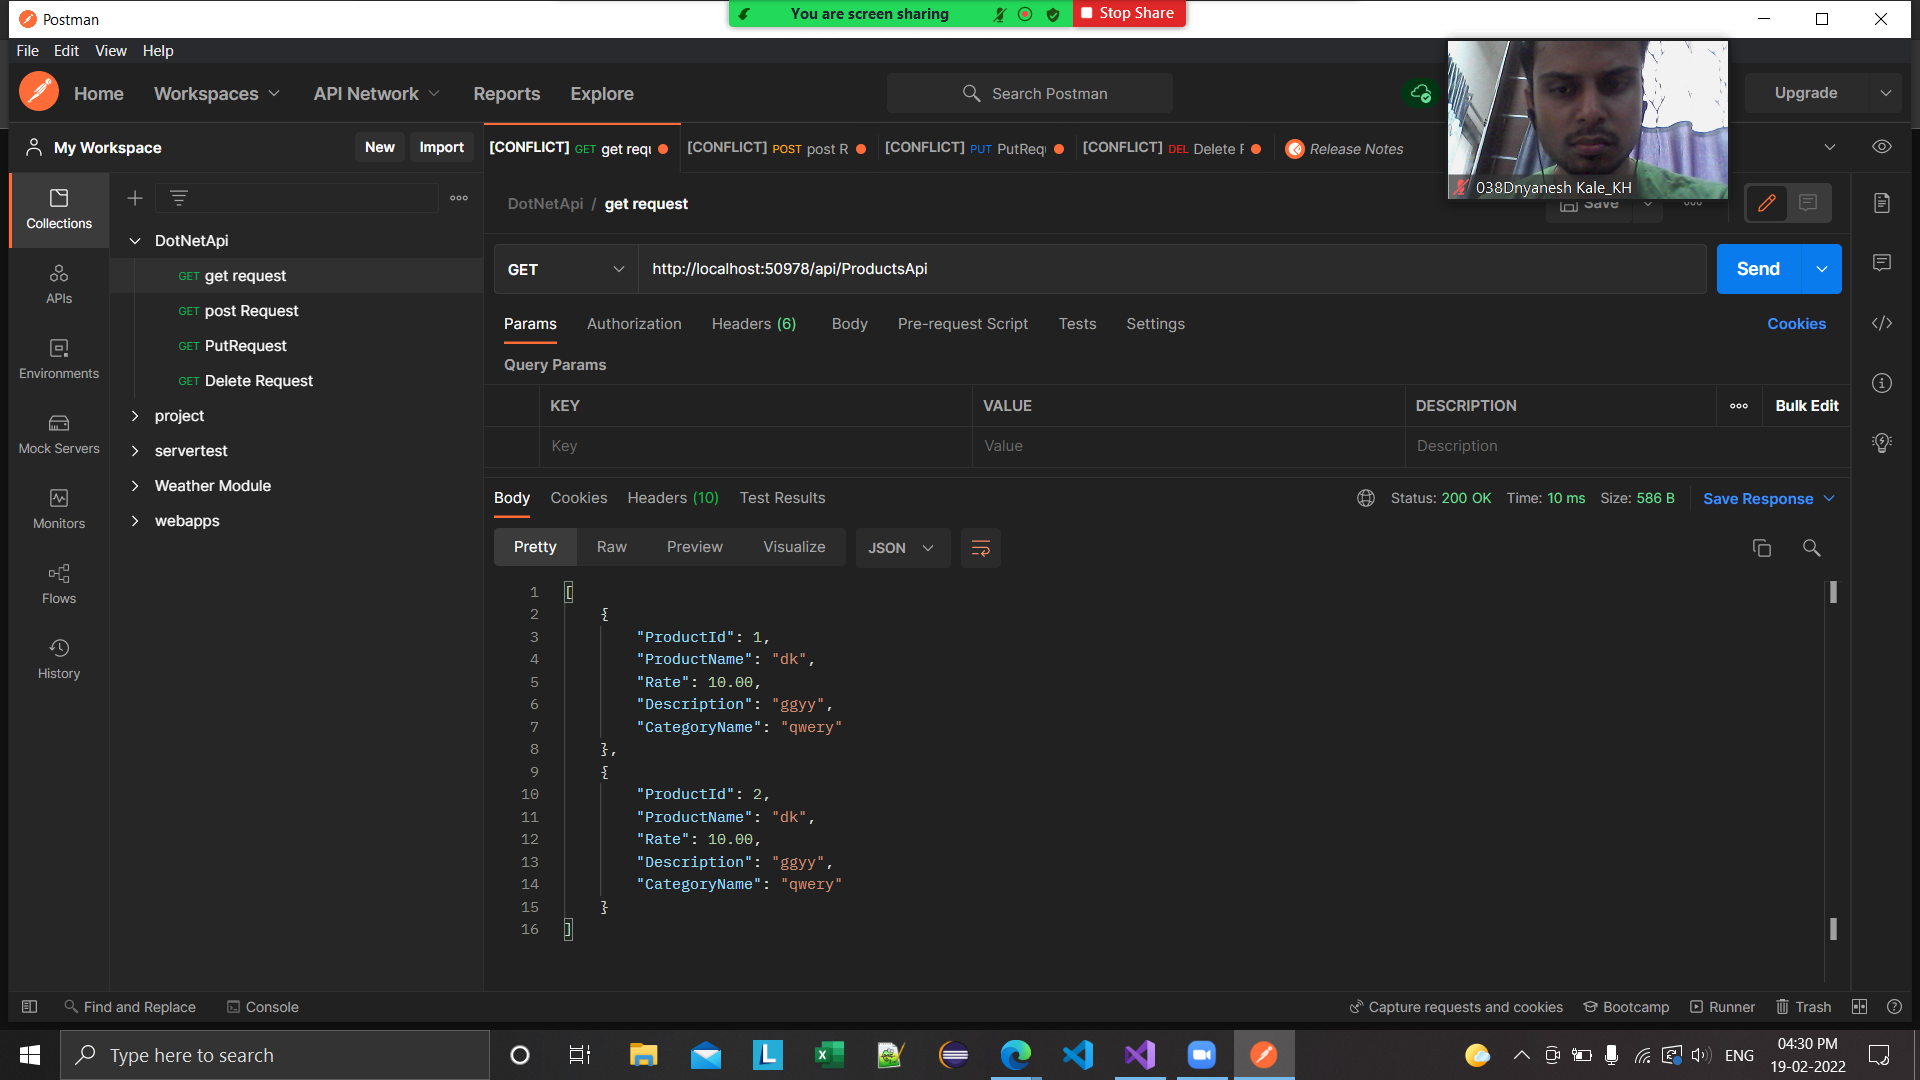 Postman
You are screen sharing
Stop Share
File Edit View Help
Home Workspaces API Network Reports Explore
Search Postman
Upgrade
My Workspace New Import
[CONFLICT] GET get requ [CONFLICT] POST post R [CONFLICT] PUT PutReq [CONFLICT] DEL Delete Release Notes
038Dnyanesh Kale_KH
Collections
APIs
Environments
Mock Servers
Monitors
Flows
History
DotNetApi
GET get request
GET post Request
GET PutRequest
GET Delete Request
project
servertest
Weather Module
webapps
DotNetApi / get request
Save
GET http://localhost:50978/api/ProductsApi Send
Params Authorization Headers (6) Body Pre-request Script Tests Settings Cookies
Query Params
KEY VALUE DESCRIPTION Bulk Edit
Key Value Description
Body Cookies Headers (10) Test Results Status: 200 OK Time: 10 ms Size: 586 B Save Response
Pretty Raw Preview Visualize JSON
1 [
2 {
3 "ProductId": 1,
4 "ProductName": "dk",
5 "Rate": 10.00,
6 "Description": "ggyy",
7 "CategoryName": "qwery"
8 },
9 {
10 "ProductId": 2,
11 "ProductName": "dk",
12 "Rate": 10.00,
13 "Description": "ggyy",
14 "CategoryName": "qwery"
15 }
16 ]
Find and Replace Console Capture requests and cookies Bootcamp Runner Trash
Type here to search
L
ENG
04:30 PM
19-02-2022